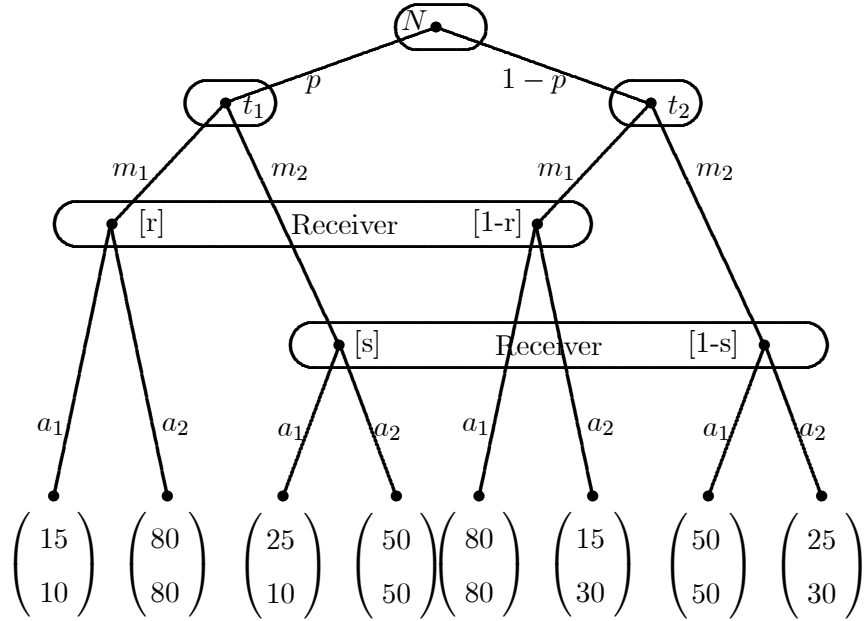 N
p 1 − p
t₁ t₂
m₁ m₂ m₁ m₂
[r] Receiver [1-r]
[s] Receiver [1-s]
a₁ a₂ a₁ a₂ a₁ a₂ a₁ a₂
15 80 25 50 80 15 50 25
10 80 10 50 80 30 50 30